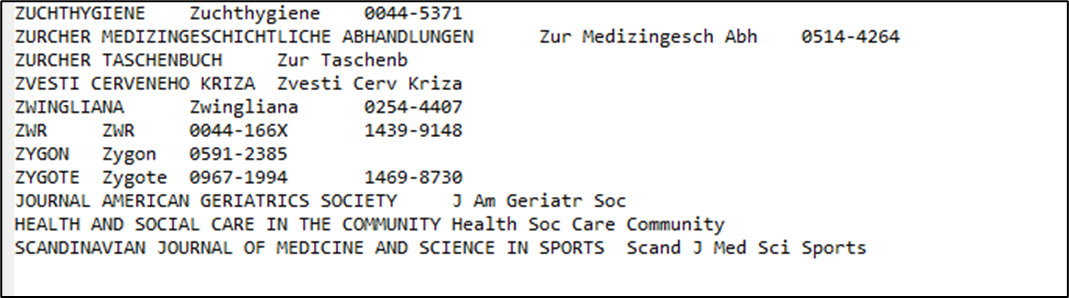 ZUCHTHYGIENE Zuchthygiene 0044-5371
ZURCHER MEDIZINGESCHICHTLICHE ABHANDLUNGEN Zur Medizingesch Abh 0514-4264
ZURCHER TASCHENBUCH Zur Taschenb
ZVESTI CERVENEHO KRIZA Zvesti Cerv Kriza
ZWINGLIANA Zwingliana 0254-4407
ZWR ZWR 0044-166X 1439-9148
ZYGON Zygon 0591-2385
ZYGOTE Zygote 0967-1994 1469-8730
JOURNAL AMERICAN GERIATRICS SOCIETY J Am Geriatr Soc
HEALTH AND SOCIAL CARE IN THE COMMUNITY Health Soc Care Community
SCANDINAVIAN JOURNAL OF MEDICINE AND SCIENCE IN SPORTS Scand J Med Sci Sports